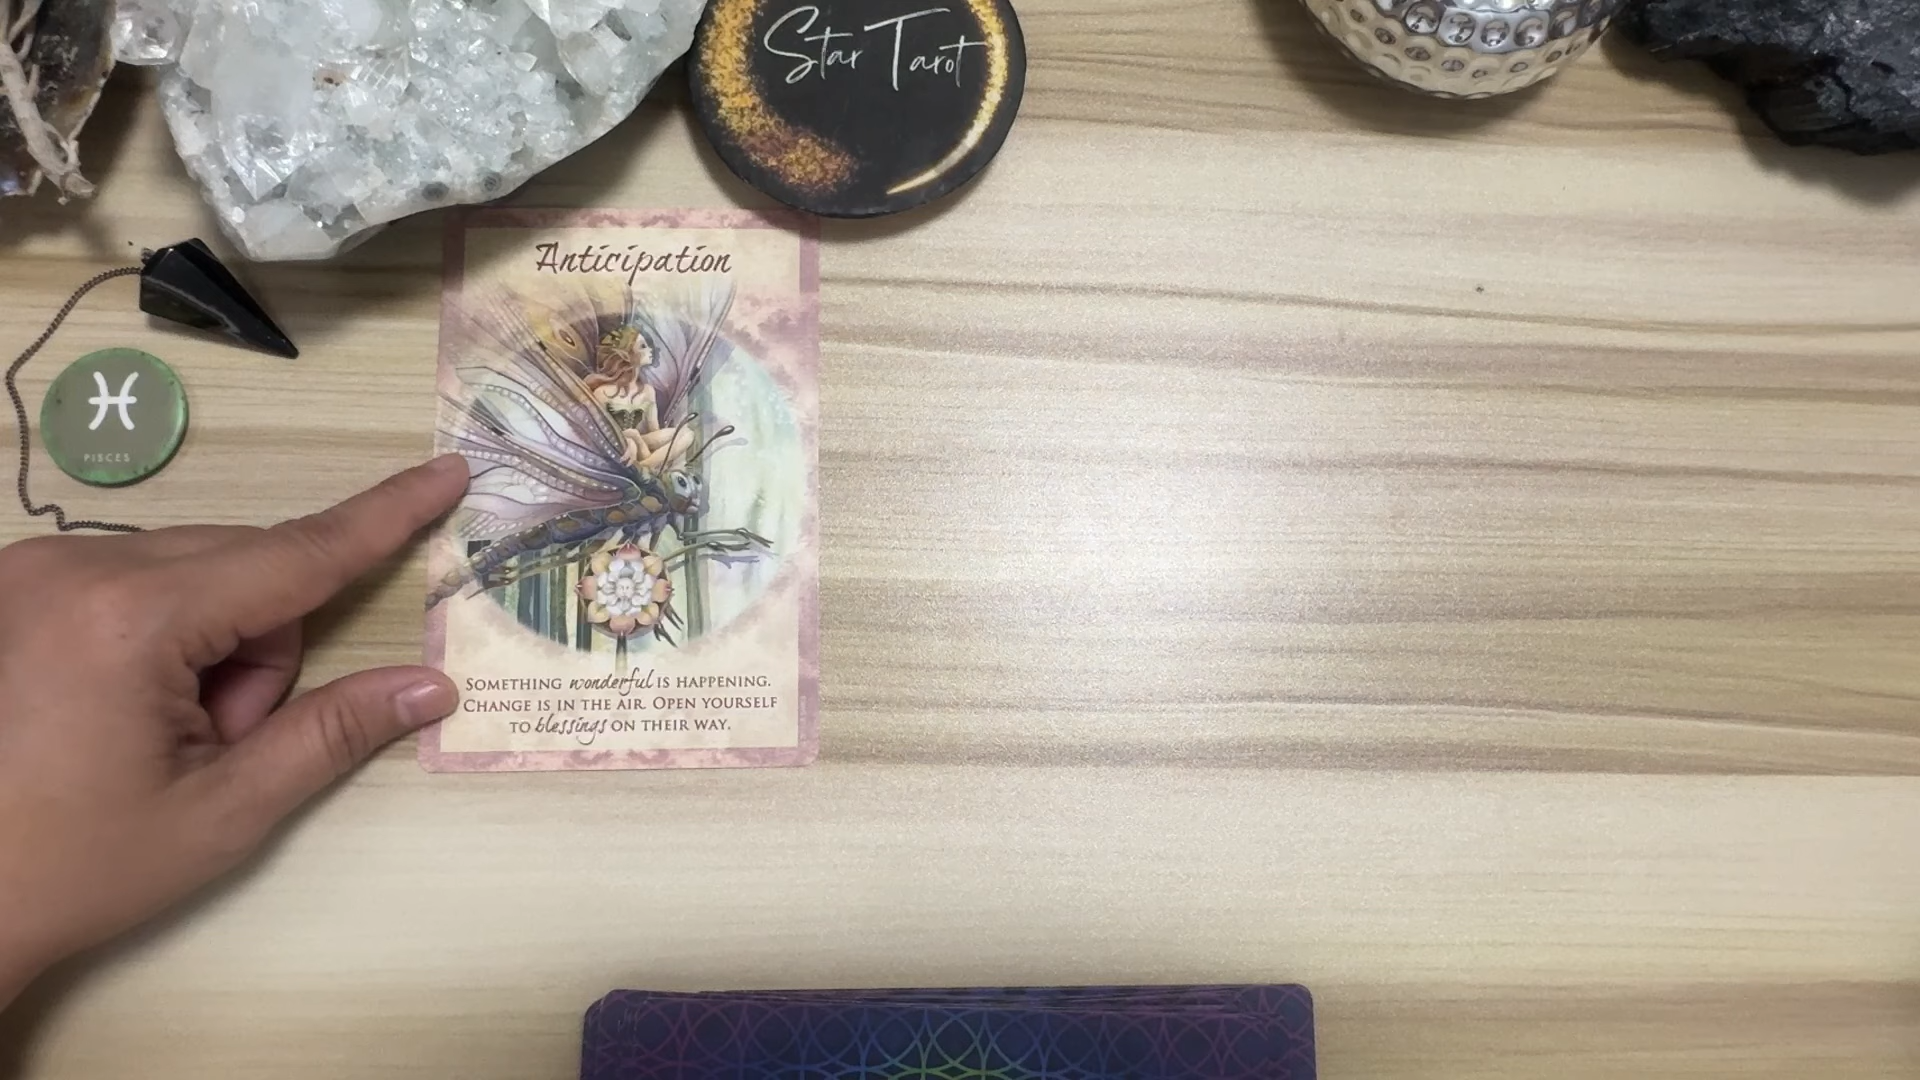 Star Tarot
Anticipation
PISCES
SOMETHING wonderful IS HAPPENING.
CHANGE IS IN THE AIR. OPEN YOURSELF
TO blessings ON THEIR WAY.